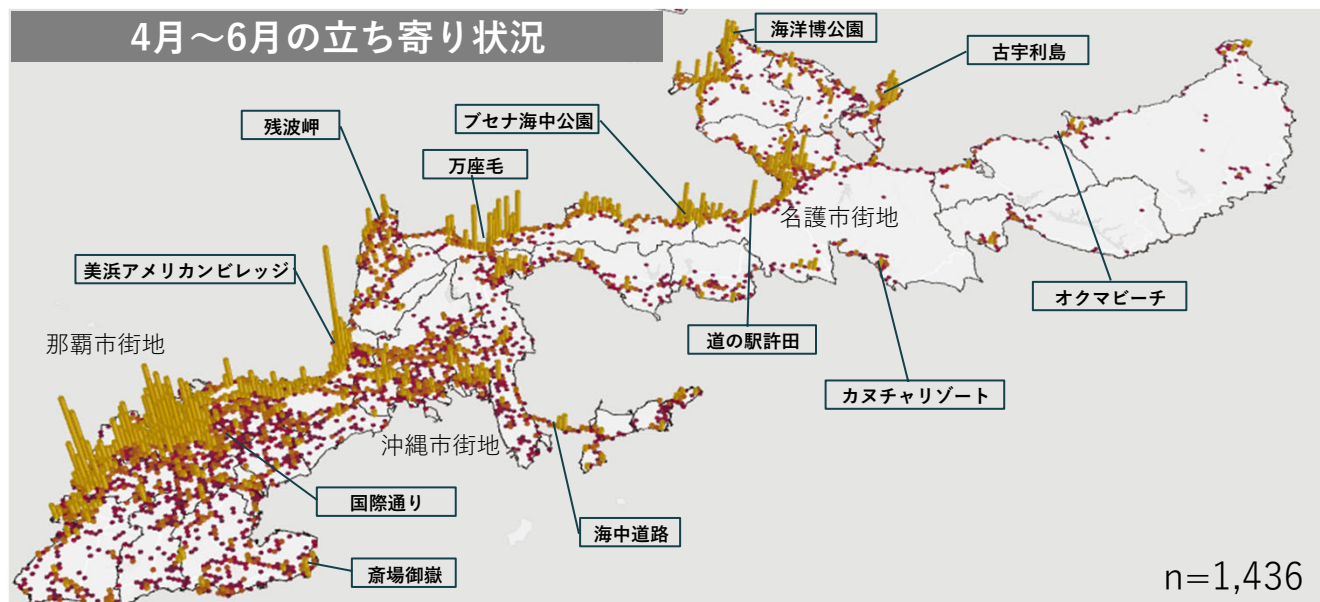 4月～6月の立ち寄り状況
海洋博公園
古宇利島
残波岬
ブセナ海中公園
万座毛
名護市街地
美浜アメリカンビレッジ
オクマビーチ
那覇市街地
道の駅許田
カヌチャリゾート
沖縄市街地
国際通り
海中道路
斎場御嶽
n=1,436